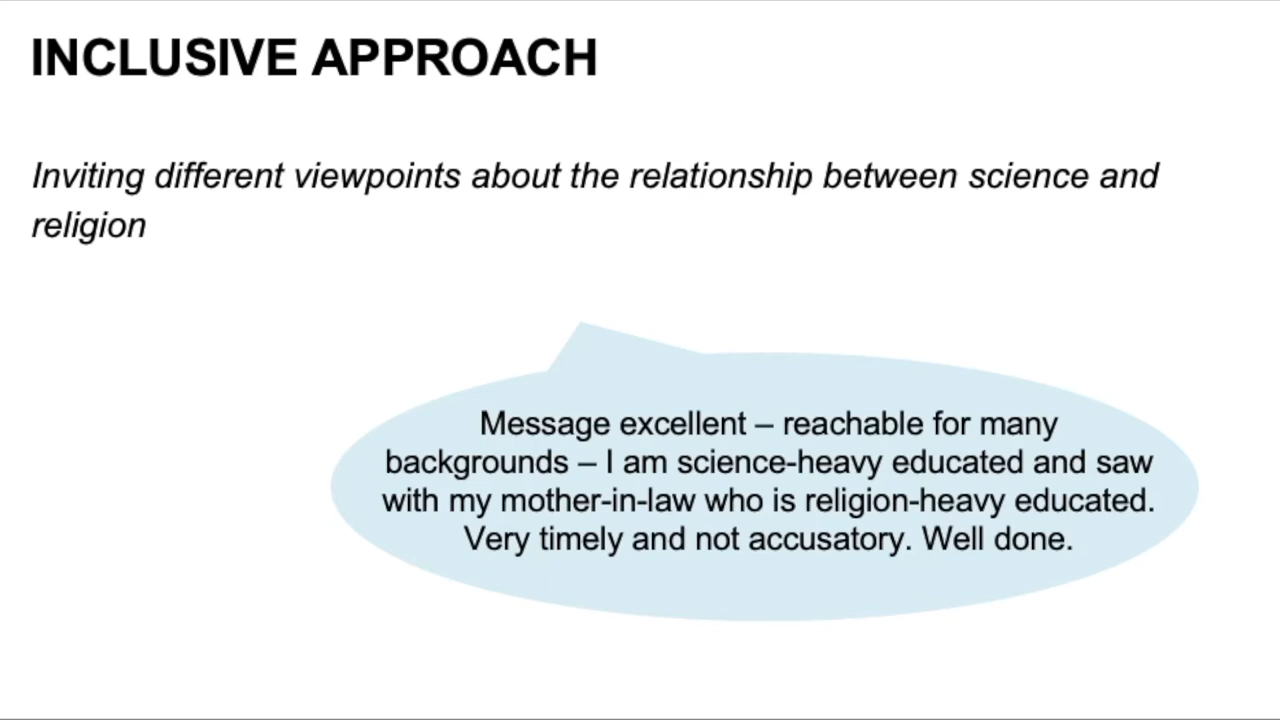 INCLUSIVE APPROACH
Inviting different viewpoints about the relationship between science and
religion
Message excellent – reachable for many
backgrounds – I am science-heavy educated and saw
with my mother-in-law who is religion-heavy educated.
Very timely and not accusatory. Well done.